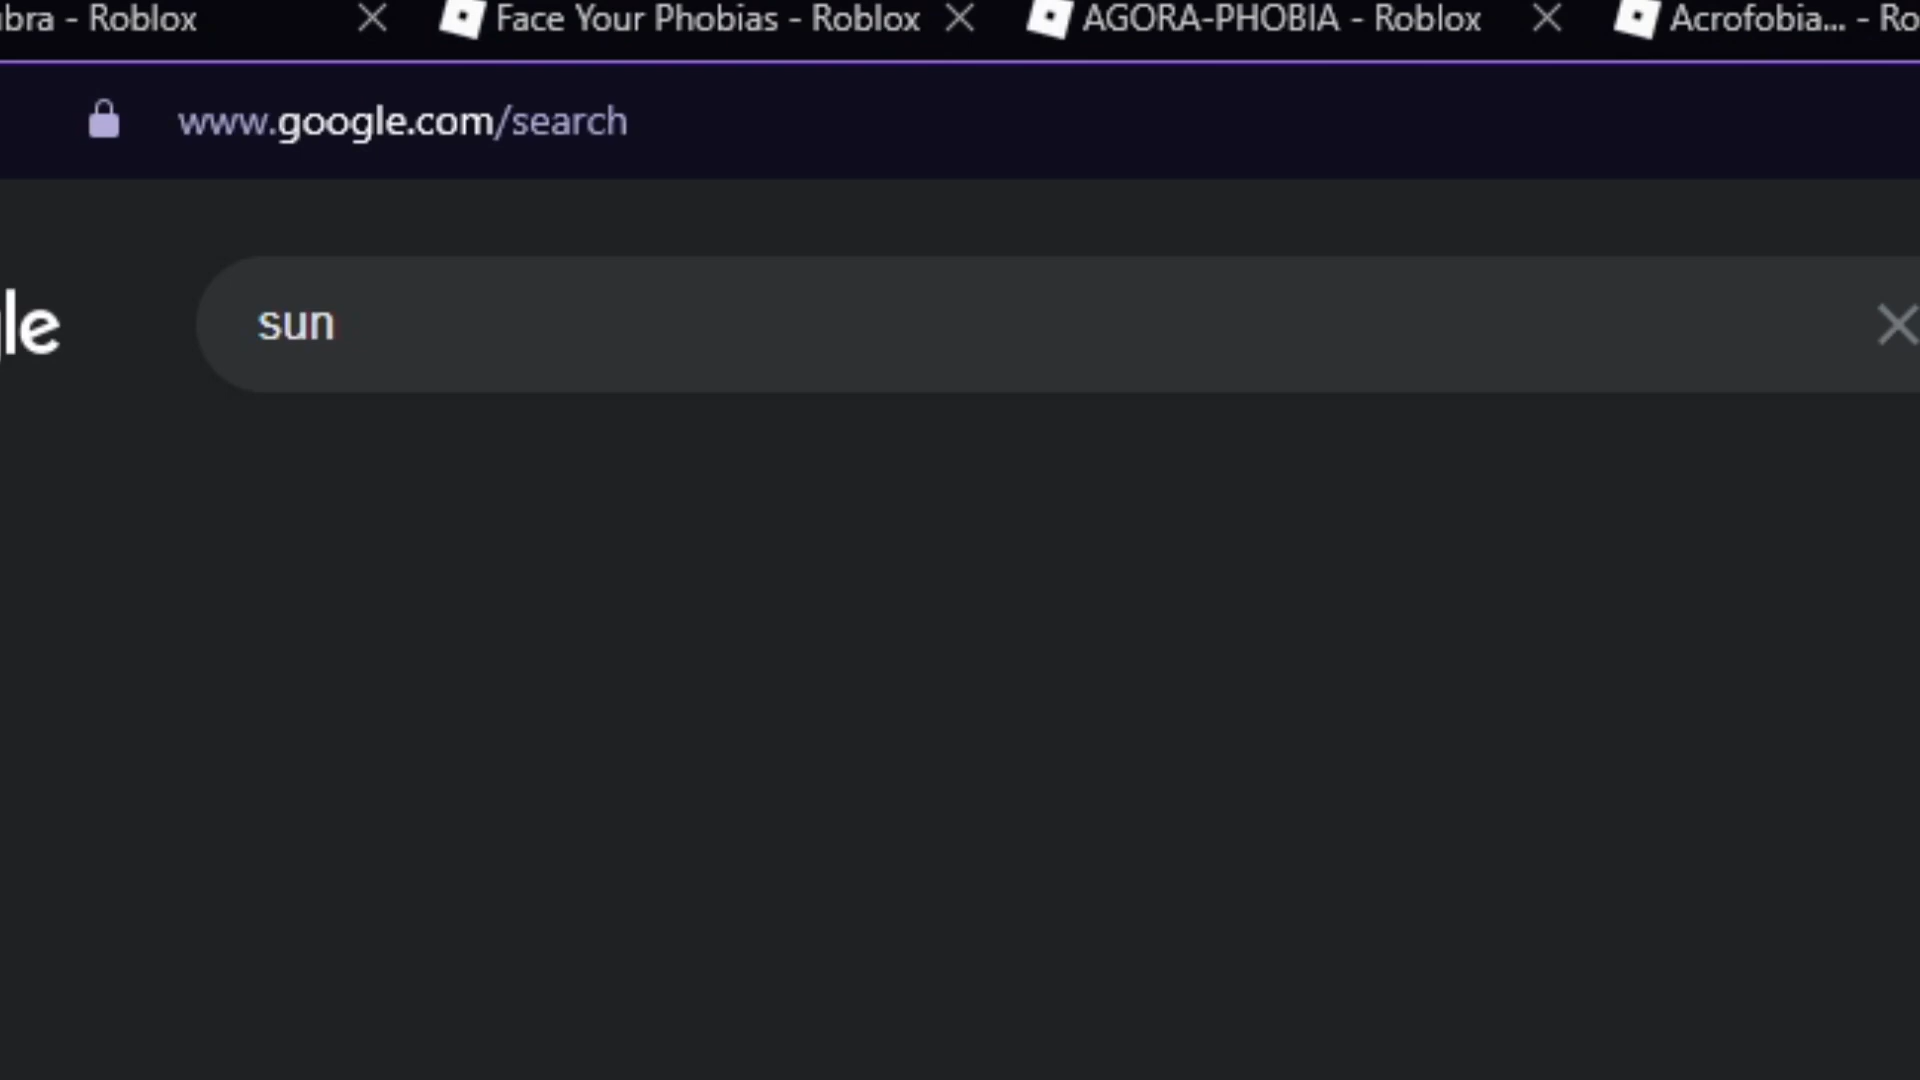 bra - Roblox Face Your Phobias - Roblox AGORA-PHOBIA - Roblox Acrofobia... - Ro
www.google.com/search
le sun